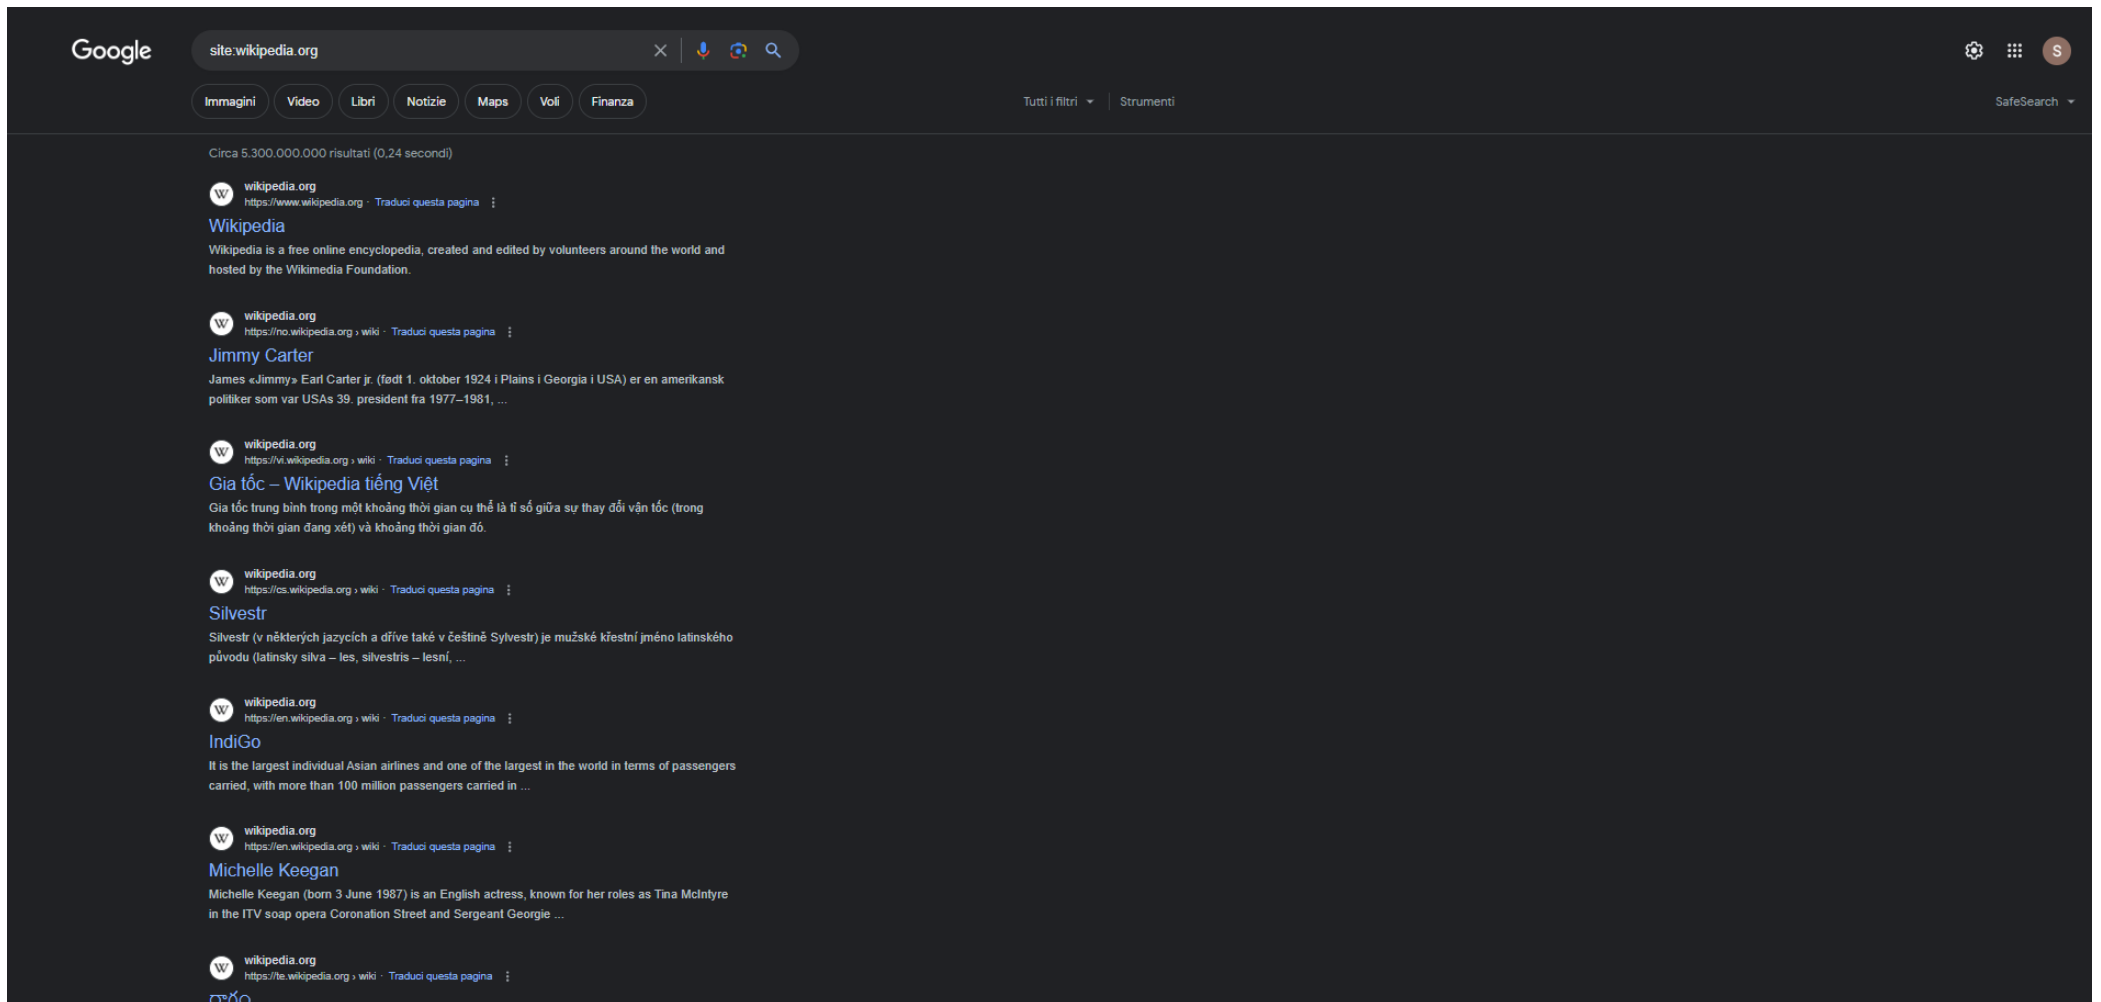 Google
site:wikipedia.org
S
Immagini Video Libri Notizie Maps Voli Finanza
Tutti i filtri Strumenti
SafeSearch
Circa 5.300.000.000 risultati (0,24 secondi)
W
wikipedia.org
https://www.wikipedia.org · Traduci questa pagina
Wikipedia
Wikipedia is a free online encyclopedia, created and edited by volunteers around the world and
hosted by the Wikimedia Foundation.
W
wikipedia.org
https://no.wikipedia.org › wiki · Traduci questa pagina
Jimmy Carter
James «Jimmy» Earl Carter jr. (født 1. oktober 1924 i Plains i Georgia i USA) er en amerikansk
politiker som var USAs 39. president fra 1977–1981, ...
W
wikipedia.org
https://vi.wikipedia.org › wiki · Traduci questa pagina
Gia tốc – Wikipedia tiếng Việt
Gia tốc trung bình trong một khoảng thời gian cụ thể là tỉ số giữa sự thay đổi vận tốc (trong
khoảng thời gian đang xét) và khoảng thời gian đó.
W
wikipedia.org
https://cs.wikipedia.org › wiki · Traduci questa pagina
Silvestr
Silvestr (v některých jazycích a dříve také v češtině Sylvestr) je mužské křestní jméno latinského
původu (latinsky silva – les, silvestris – lesní, ...
W
wikipedia.org
https://en.wikipedia.org › wiki · Traduci questa pagina
IndiGo
It is the largest individual Asian airlines and one of the largest in the world in terms of passengers
carried, with more than 100 million passengers carried in ...
W
wikipedia.org
https://en.wikipedia.org › wiki · Traduci questa pagina
Michelle Keegan
Michelle Keegan (born 3 June 1987) is an English actress, known for her roles as Tina McIntyre
in the ITV soap opera Coronation Street and Sergeant Georgie ...
W
wikipedia.org
https://te.wikipedia.org › wiki · Traduci questa pagina